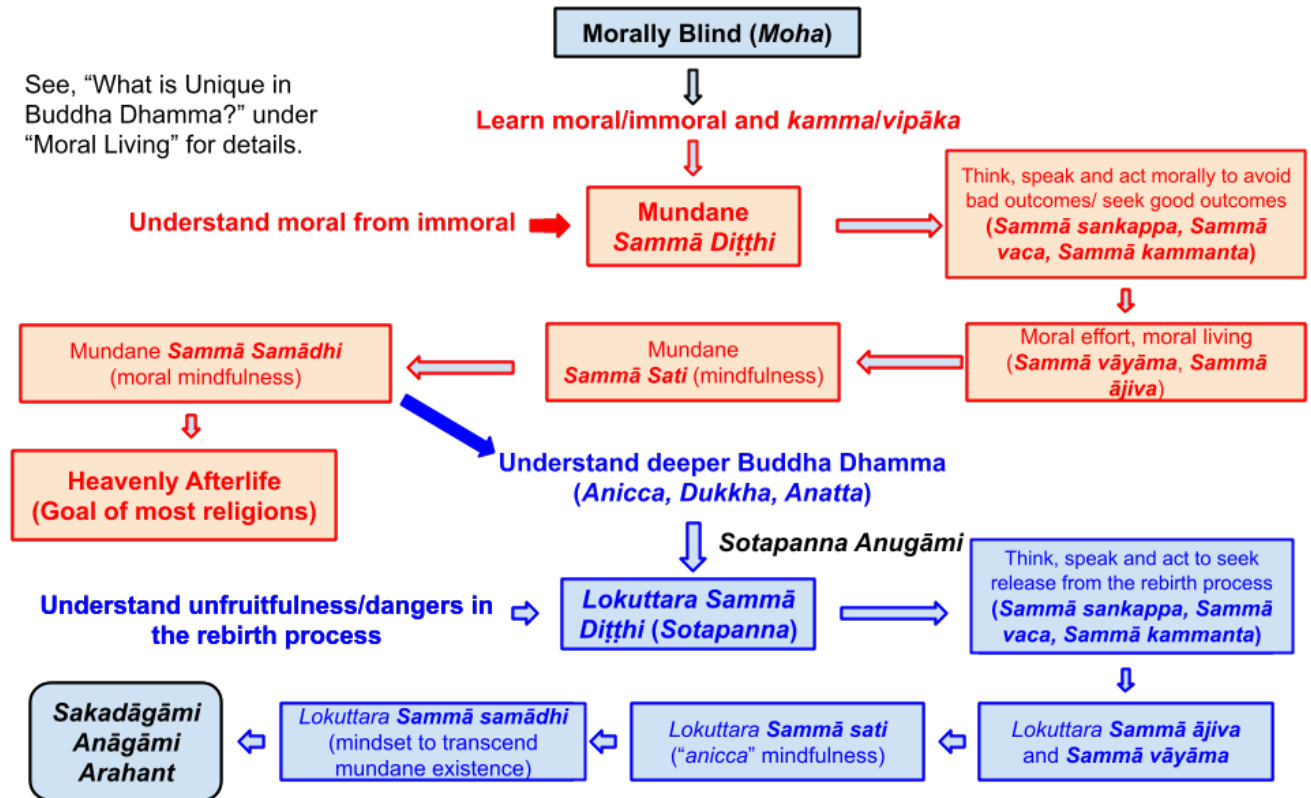 Morally Blind (Moha)
See, “What is Unique in
Buddha Dhamma?” under
“Moral Living” for details.
Learn moral/immoral and kamma/vipāka
Understand moral from immoral
Mundane
Sammā Diṭṭhi
Think, speak and act morally to avoid
bad outcomes/ seek good outcomes
(Sammā sankappa, Sammā
vaca, Sammā kammanta)
Moral effort, moral living
(Sammā vāyāma, Sammā
ājiva)
Mundane
Sammā Sati (mindfulness)
Mundane Sammā Samādhi
(moral mindfulness)
Heavenly Afterlife
(Goal of most religions)
Understand deeper Buddha Dhamma
(Anicca, Dukkha, Anatta)
Sotapanna Anugāmi
Understand unfruitfulness/dangers in
the rebirth process
Lokuttara Sammā
Diṭṭhi (Sotapanna)
Think, speak and act to seek
release from the rebirth process
(Sammā sankappa, Sammā
vaca, Sammā kammanta)
Lokuttara Sammā ājiva
and Sammā vāyāma
Lokuttara Sammā sati
(“anicca” mindfulness)
Lokuttara Sammā samādhi
(mindset to transcend
mundane existence)
Sakadāgāmi
Anāgāmi
Arahant